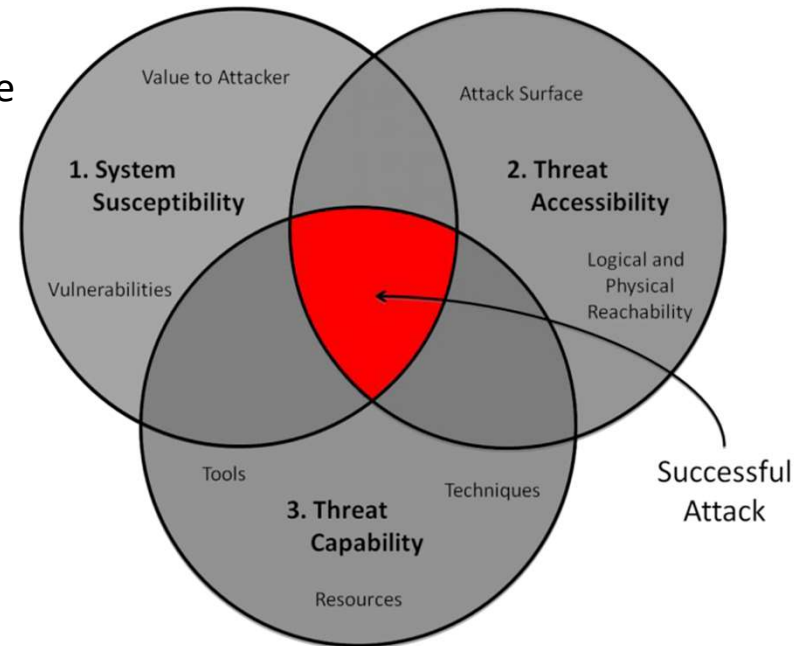 e
Value to Attacker
Attack Surface
1. System
Susceptibility
2. Threat
Accessibility
Vulnerabilities
Logical and
Physical
Reachability
Tools
Techniques
3. Threat
Capability
Resources
Successful
Attack